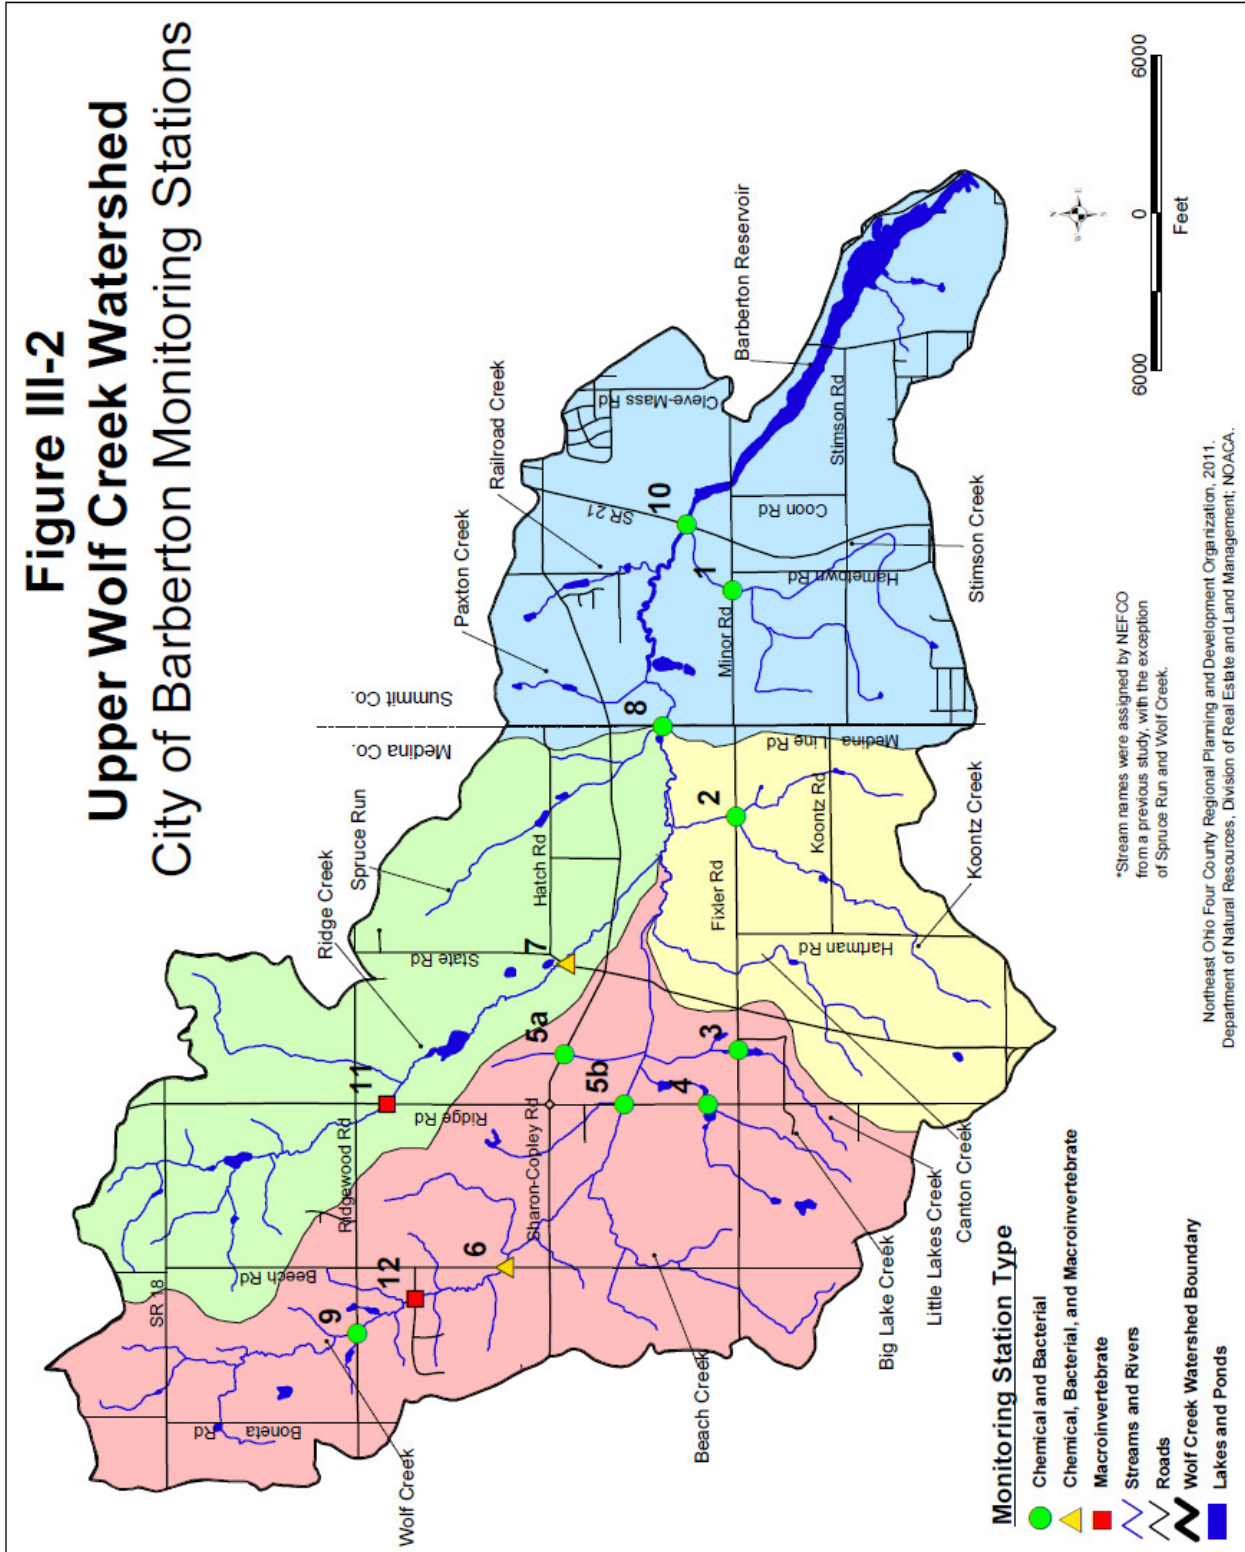 Figure III-2
Upper Wolf Creek Watershed
City of Barberton Monitoring Stations
Medina Co.
Summit Co.
Spruce Run
Ridge Creek
Paxton Creek
Railroad Creek
Barberton Reservoir
Wolf Creek
Beach Creek
Big Lake Creek
Little Lakes Creek
Canton Creek
Koontz Creek
Stimson Creek
SR 18
Boneta
Rd
Beech Rd
Ridgewood Rd
Ridge Rd
Sharon-Copley Rd
State Rd
Hatch Rd
Fixler Rd
Koontz Rd
Hartman Rd
Medina
Line Rd
Minor Rd
Hametown Rd
Coon Rd
Stimson Rd
SR 21
Cleve-Mass Rd
9
12
6
11
5a
5b
4
3
7
2
8
1
10
Monitoring Station Type
Chemical and Bacterial
Chemical, Bacterial, and Macroinvertebrate
Macroinvertebrate
Streams and Rivers
Roads
Wolf Creek Watershed Boundary
Lakes and Ponds
*Stream names were assigned by NEFCO
from a previous study, with the exception
of Spruce Run and Wolf Creek.
N
W
E
S
6000
0
6000
Feet
Northeast Ohio Four County Regional Planning and Development Organization, 2011.
Department of Natural Resources, Division of Real Estate and Land Management; NOACA.